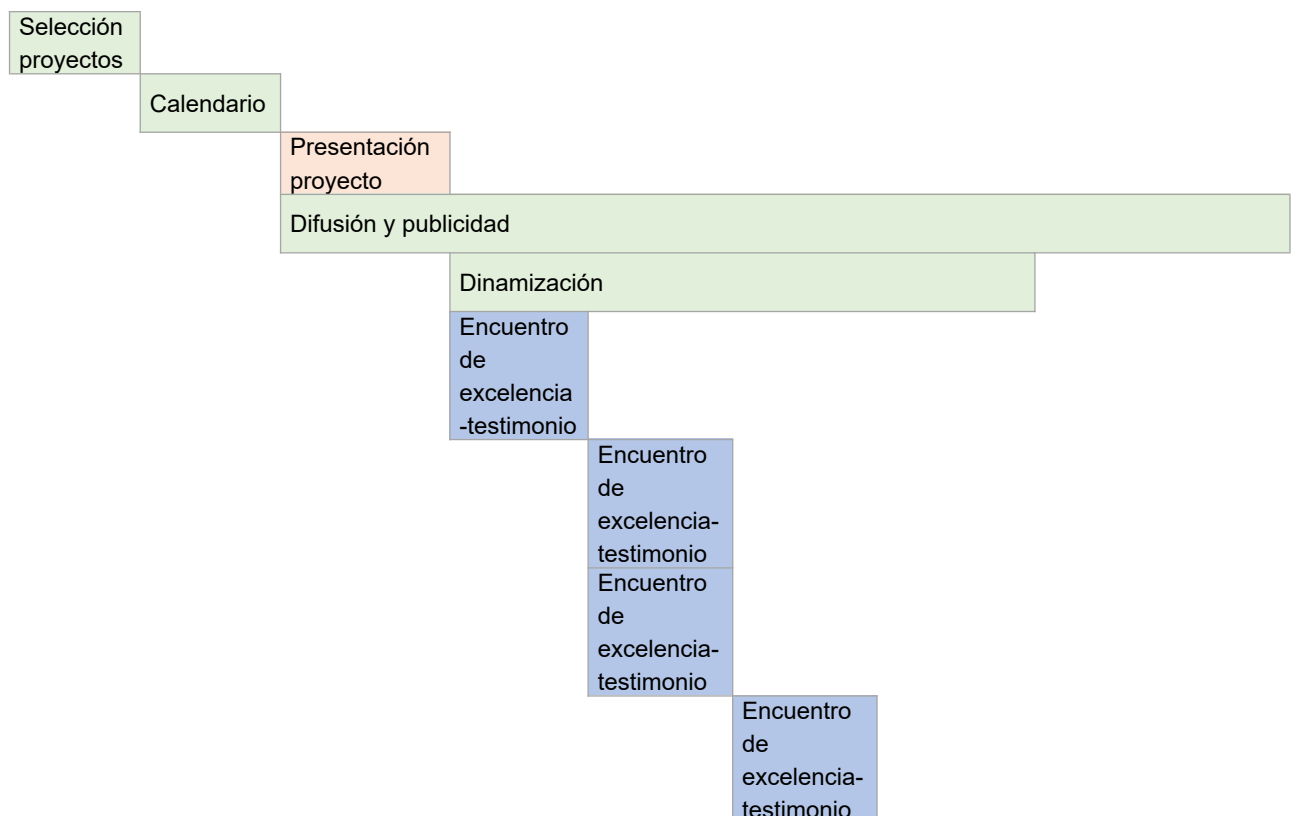 Selección
proyectos
Calendario
Presentación
proyecto
Difusión y publicidad
Dinamización
Encuentro
de
excelencia
-testimonio
Encuentro
de
excelencia-
testimonio
Encuentro
de
excelencia-
testimonio
Encuentro
de
excelencia-
testimonio